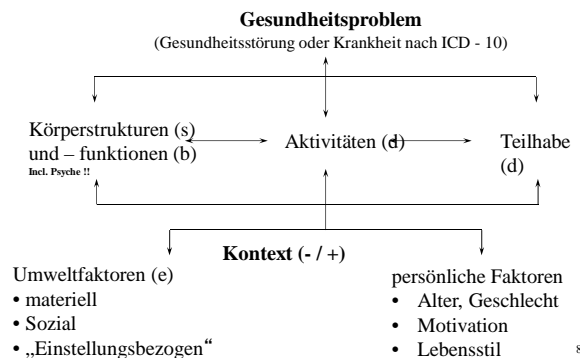 Gesundheitsproblem
(Gesundheitsstörung oder Krankheit nach ICD - 10)
Körperstrukturen (s)
und – funktionen (b)
Incl. Psyche !!
Aktivitäten (d)
Teilhabe
(d)
Kontext (- / +)
Umweltfaktoren (e)
• materiell
• Sozial
• „Einstellungsbezogen“
persönliche Faktoren
• Alter, Geschlecht
• Motivation
• Lebensstil
8